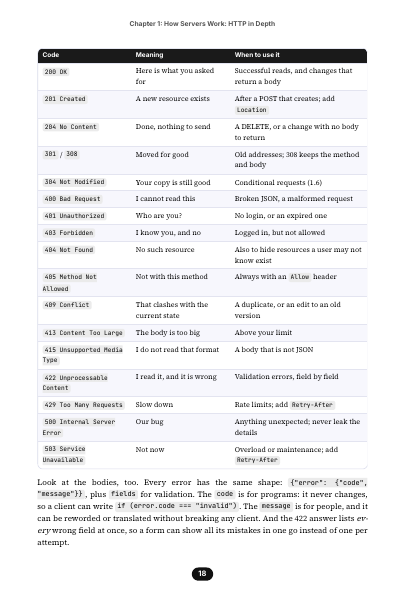 Chapter 1: How Servers Work: HTTP in Depth
Code Meaning When to use it
200 OK Here is what you asked for Successful reads, and changes that return a body
201 Created A new resource exists After a POST that creates; add Location
204 No Content Done, nothing to send A DELETE, or a change with no body to return
301 / 308 Moved for good Old addresses; 308 keeps the method and body
304 Not Modified Your copy is still good Conditional requests (1.6)
400 Bad Request I cannot read this Broken JSON, a malformed request
401 Unauthorized Who are you? No login, or an expired one
403 Forbidden I know you, and no Logged in, but not allowed
404 Not Found No such resource Also to hide resources a user may not know exist
405 Method Not Allowed Not with this method Always with an Allow header
409 Conflict That clashes with the current state A duplicate, or an edit to an old version
413 Content Too Large The body is too big Above your limit
415 Unsupported Media Type I do not read that format A body that is not JSON
422 Unprocessable Content I read it, and it is wrong Validation errors, field by field
429 Too Many Requests Slow down Rate limits; add Retry-After
500 Internal Server Error Our bug Anything unexpected; never leak the details
503 Service Unavailable Not now Overload or maintenance; add Retry-After
Look at the bodies, too. Every error has the same shape: {"error": {"code",
"message"}}, plus fields for validation. The code is for programs: it never changes,
so a client can write if (error.code === "invalid"). The message is for people, and it
can be reworded or translated without breaking any client. And the 422 answer lists ev-
ery wrong field at once, so a form can show all its mistakes in one go instead of one per
attempt.
18